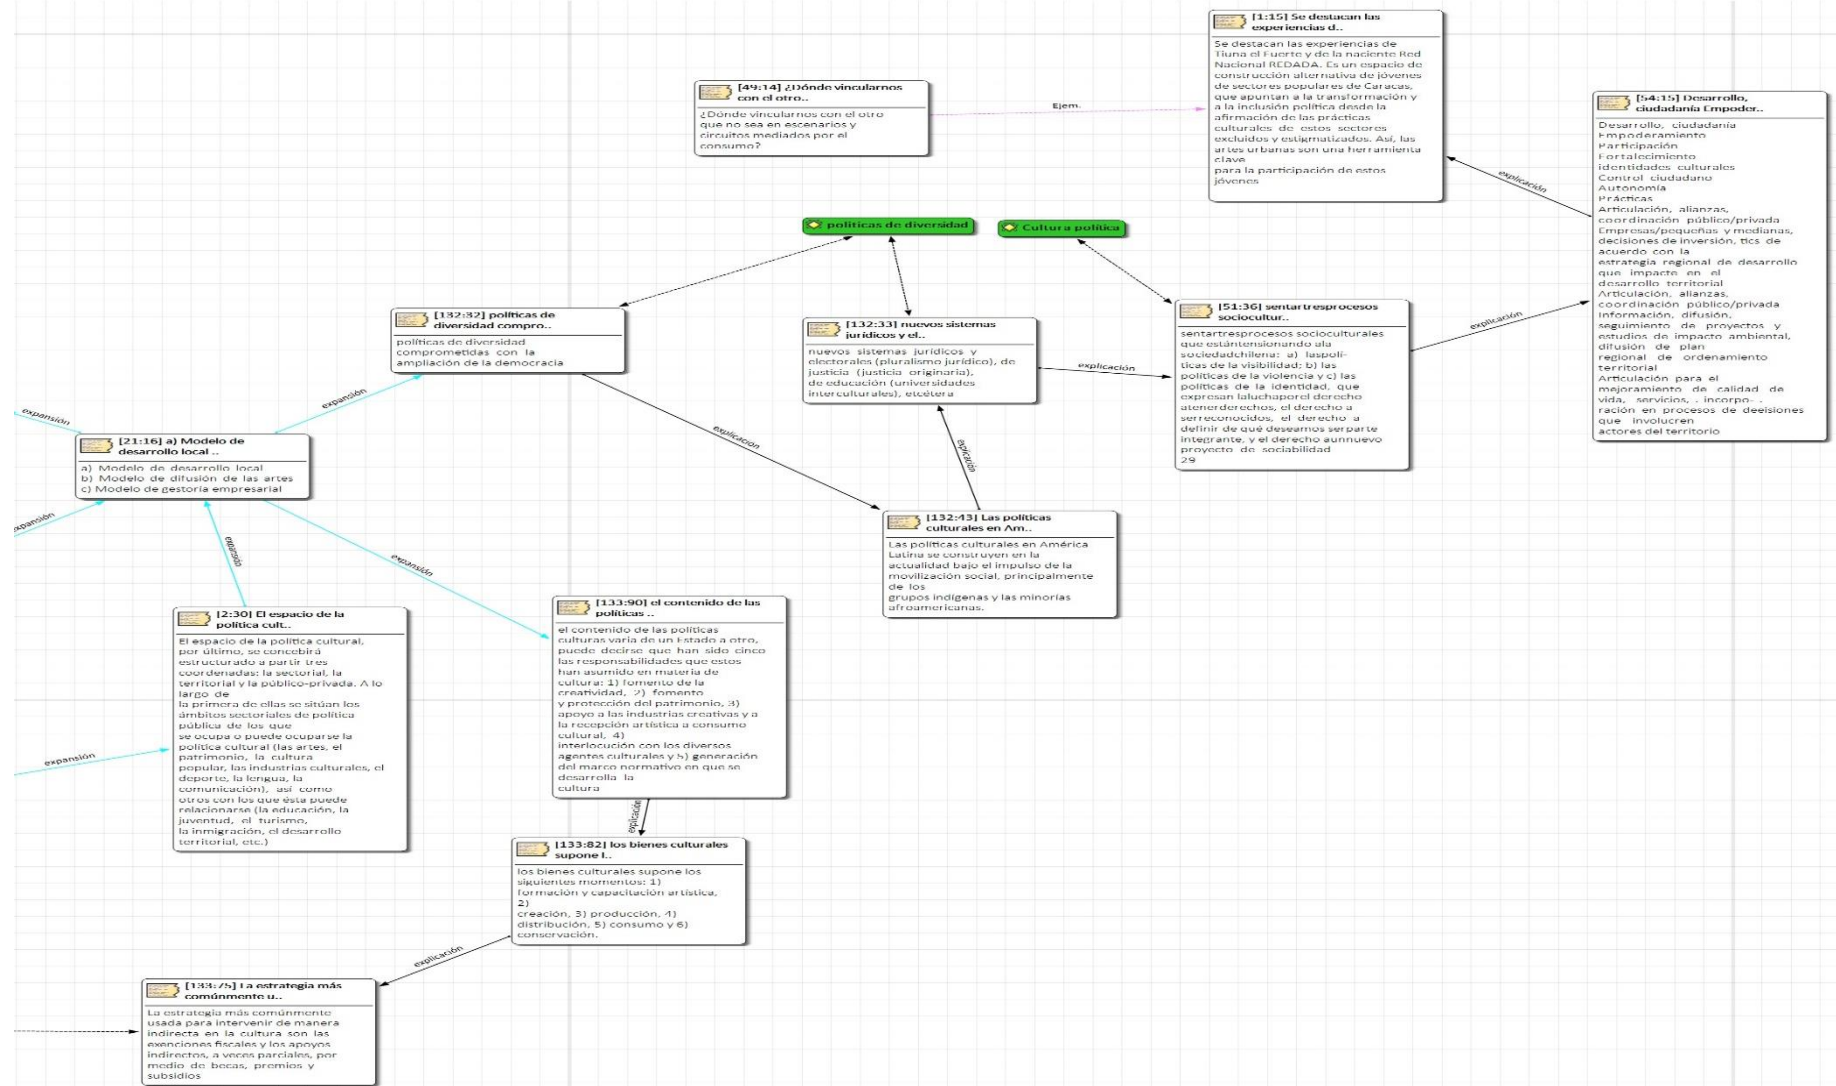 [1:15] Se destacan las
experiencias d..
Se destacan las experiencias de
Tiuna el Fuerte y de la naciente Red
Nacional REDADA. Es un espacio de
construcción alternativa de jóvenes
de sectores populares de Caracas,
que apuntan a la transformación y
a la inclusión política desde la
afirmación de las prácticas
culturales de estos sectores
excluidos y estigmatizados. Así, las
artes urbanas son una herramienta
clave
para la participación de estos
jóvenes
[49:14] ¿Dónde vincularnos
con el otro..
¿Dónde vincularnos con el otro
que no sea en escenarios y
circuitos mediados por el
consumo?
Ejem.
[54:15] Desarrollo,
ciudadanía Empoder..
Desarrollo, ciudadanía
Empoderamiento
Participación
Fortalecimiento
identidades culturales
Control ciudadano
Autonomía
Prácticas
Articulación, alianzas,
coordinación público/privada
Empresas/pequeñas y medianas,
decisiones de inversión, tics de
acuerdo con la
estrategia regional de desarrollo
que impacte en el
desarrollo territorial
Articulación, alianzas,
coordinación público/privada
Información, difusión,
seguimiento de proyectos y
estudios de impacto ambiental,
difusión de plan
regional de ordenamiento
territorial
Articulación para el
mejoramiento de calidad de
vida, servicios, . incorpo- .
ración en procesos de deeisiones
que involucren
actores del territorio
explicación
políticas de diversidad
Cultura política
[132:32] políticas de
diversidad compro..
políticas de diversidad
comprometidas con la
ampliación de la democracia
[132:33] nuevos sistemas
jurídicos y el..
nuevos sistemas jurídicos y
electorales (pluralismo jurídico), de
justicia (justicia originaria),
de educación (universidades
interculturales), etcétera
explicación
[51:36] sentartresprocesos
sociocultur..
sentartresprocesos socioculturales
que estántensionando ala
sociedadchilena: a) laspolí-
ticas de la visibilidad; b) las
políticas de la violencia y c) las
políticas de la identidad, que
expresan laluchaporel derecho
atenerderechos, el derecho a
serreconocidos, el derecho a
definir de qué deseamos serparte
integrante, y el derecho aunnuevo
proyecto de sociabilidad
29
explicación
expansión
expansión
[21:16] a) Modelo de
desarrollo local ..
a) Modelo de desarrollo local
b) Modelo de difusión de las artes
c) Modelo de gestoría empresarial
explicación
explicación
[132:43] Las políticas
culturales en Am..
Las políticas culturales en América
Latina se construyen en la
actualidad bajo el impulso de la
movilización social, principalmente
de los
grupos indígenas y las minorías
afroamericanas.
expansión
expansión
expansión
[2:30] El espacio de la
política cult..
El espacio de la política cultural,
por último, se concebirá
estructurado a partir tres
coordenadas: la sectorial, la
territorial y la público-privada. A lo
largo de
la primera de ellas se sitúan los
ámbitos sectoriales de política
pública de los que
se ocupa o puede ocuparse la
política cultural (las artes, el
patrimonio, la cultura
popular, las industrias culturales, el
deporte, la lengua, la
comunicación), así como
otros con los que ésta puede
relacionarse (la educación, la
juventud, el turismo,
la inmigración, el desarrollo
territorial, etc.)
expansión
[133:90] el contenido de las
políticas ..
el contenido de las políticas
culturas varía de un Estado a otro,
puede decirse que han sido cinco
las responsabilidades que estos
han asumido en materia de
cultura: 1) fomento de la
creatividad, 2) fomento
y protección del patrimonio, 3)
apoyo a las industrias creativas y a
la recepción artística a consumo
cultural, 4)
interlocución con los diversos
agentes culturales y 5) generación
del marco normativo en que se
desarrolla la
cultura
explicación
[133:82] los bienes culturales
supone l..
los bienes culturales supone los
siguientes momentos: 1)
formación y capacitación artística,
2)
creación, 3) producción, 4)
distribución, 5) consumo y 6)
conservación.
explicación
[133:75] La estrategia más
comúnmente u..
La estrategia más comúnmente
usada para intervenir de manera
indirecta en la cultura son las
exenciones fiscales y los apoyos
indirectos, a veces parciales, por
medio de becas, premios y
subsidios